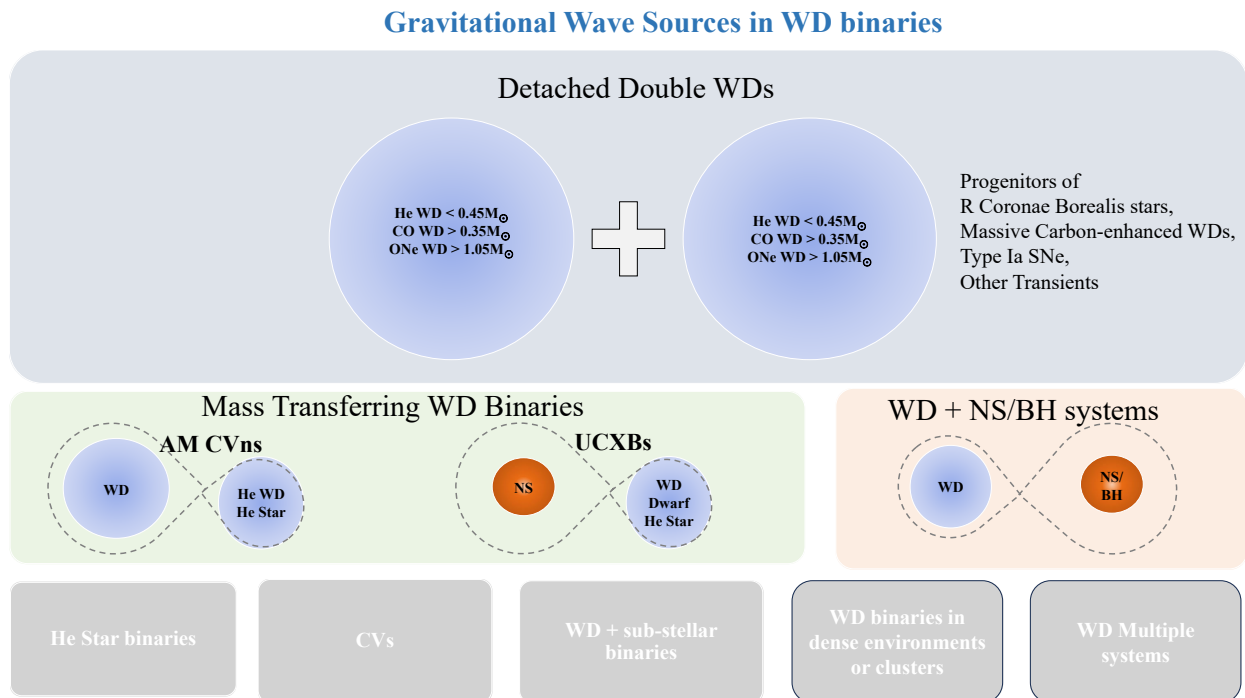 Gravitational Wave Sources in WD binaries
Detached Double WDs
He WD < 0.45M☉
CO WD > 0.35M☉
ONe WD > 1.05M☉
He WD < 0.45M☉
CO WD > 0.35M☉
ONe WD > 1.05M☉
Progenitors of
R Coronae Borealis stars,
Massive Carbon-enhanced WDs,
Type Ia SNe,
Other Transients
Mass Transferring WD Binaries
AM CVns
WD
He WD
He Star
UCXBs
NS
WD
Dwarf
He Star
WD + NS/BH systems
WD
NS/
BH
He Star binaries
CVs
WD + sub-stellar
binaries
WD binaries in
dense environments
or clusters
WD Multiple
systems